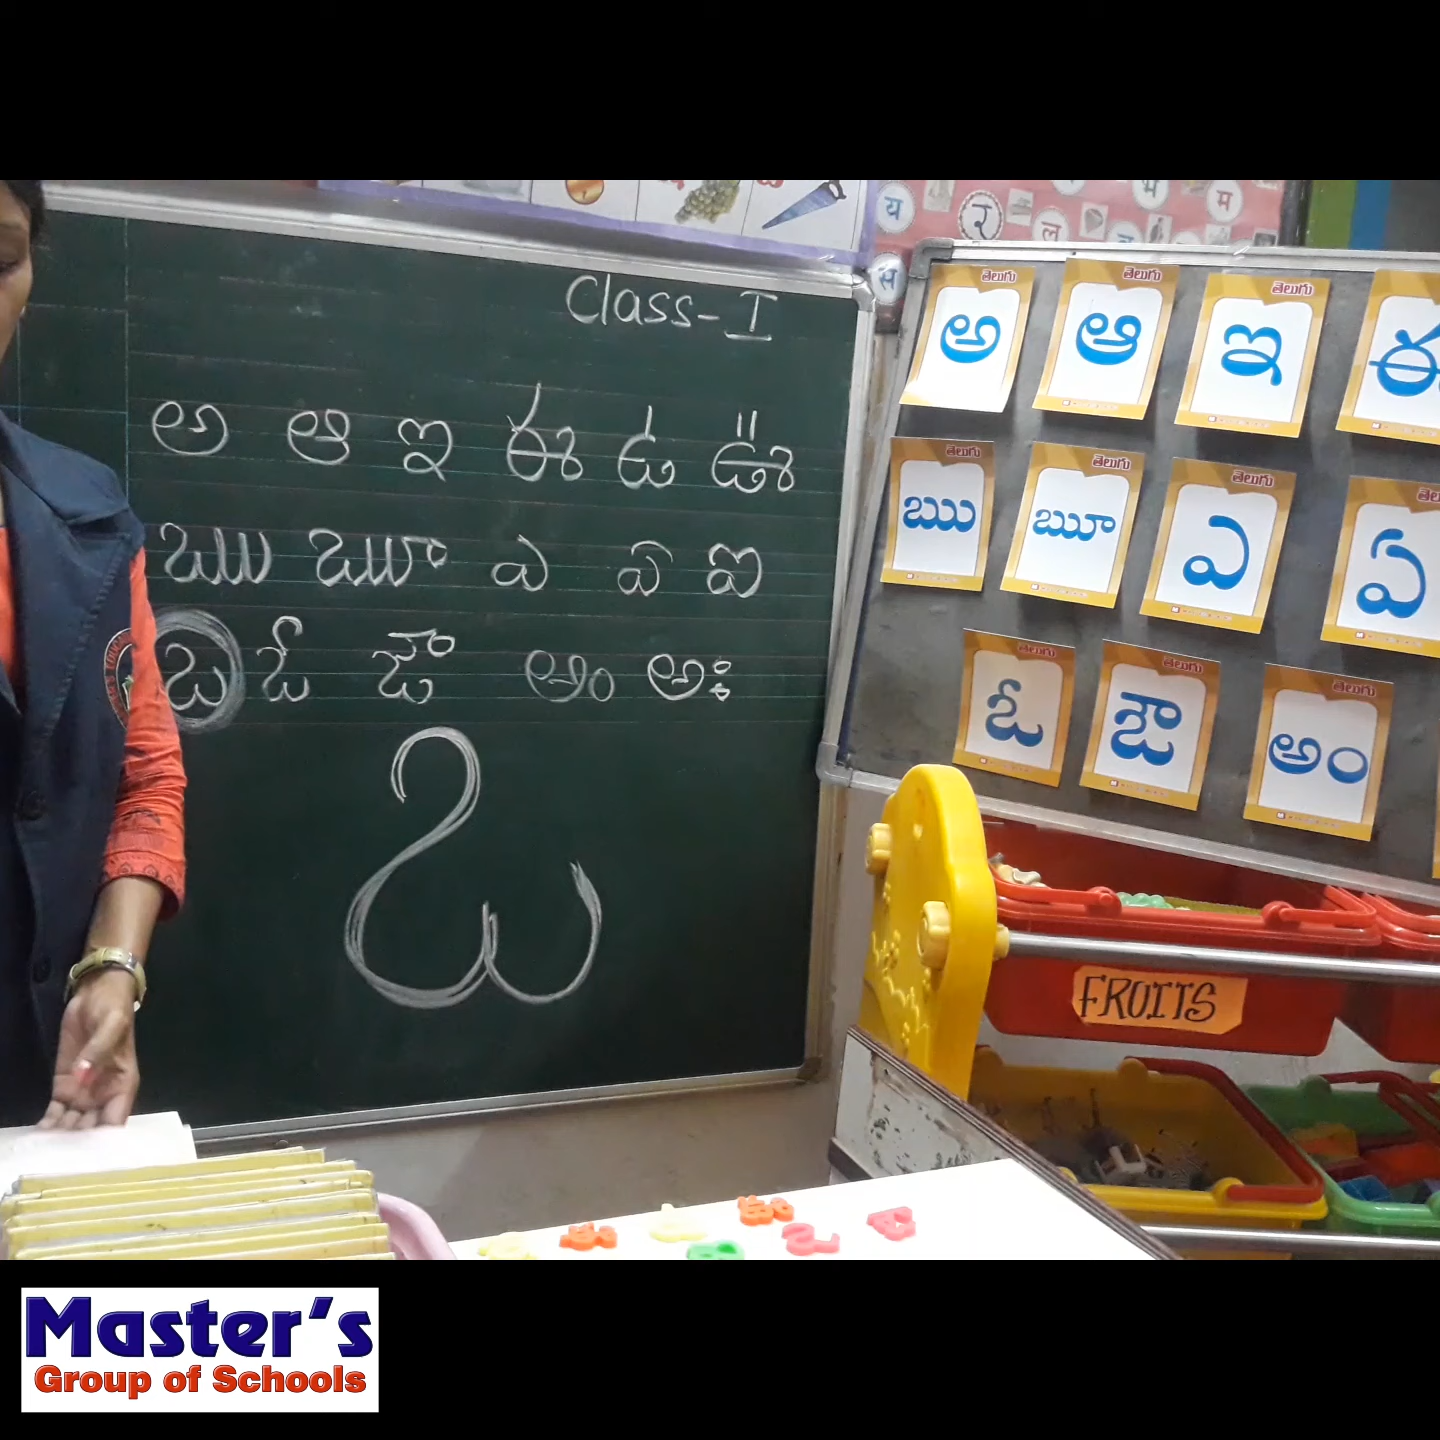 Class-I
అ ఆ ఇ ఈ ఉ ఊ
ఋ ౠ ఎ ఏ ఐ
ఒ ఓ ఔ అం అః
ఒ
य र ल
स
भ म
తెలుగు తెలుగు తెలుగు
అ ఆ ఇ ఈ
తెలుగు తెలుగు తెలుగు
ఋ ౠ ఎ ఏ
తెలుగు తెలుగు తెలుగు
ఓ ఔ అం
FRUITS
Master's
Group of Schools